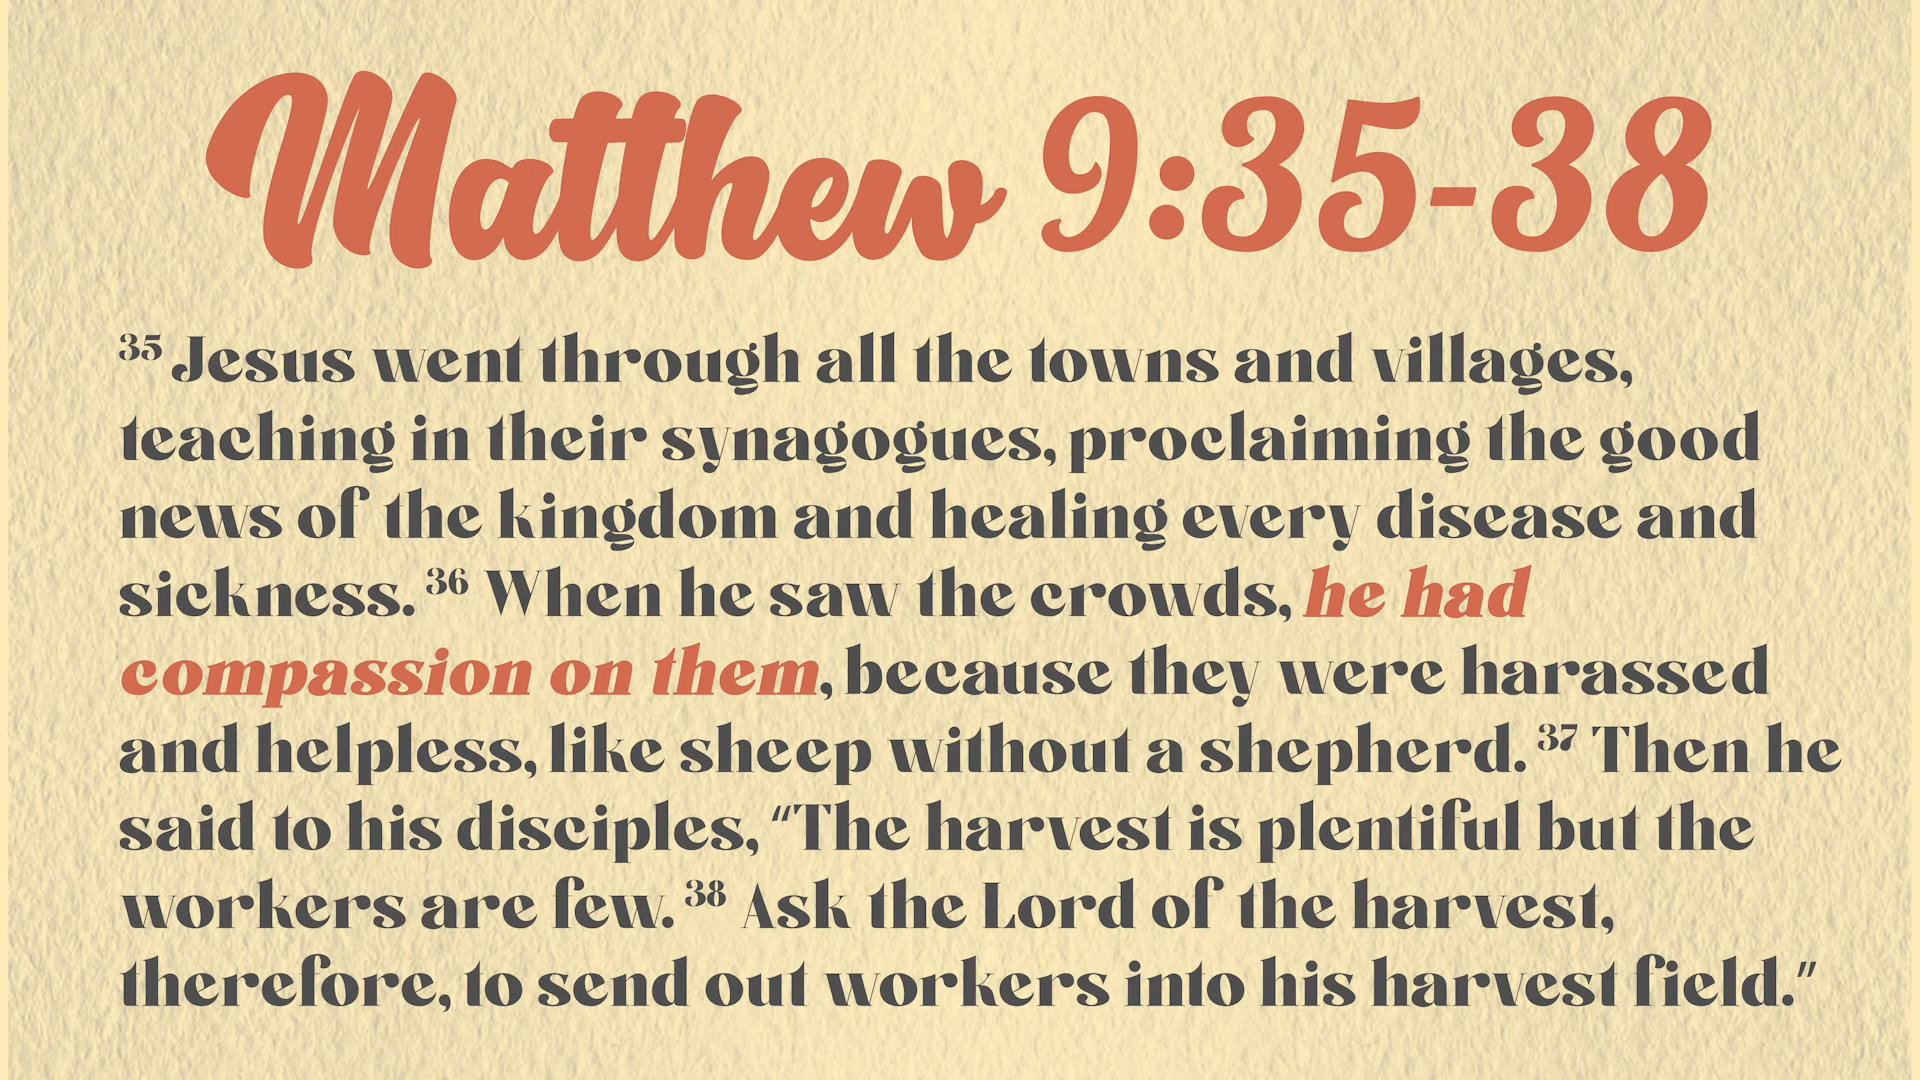 Matthew 9:35-38
35 Jesus went through all the towns and villages,
teaching in their synagogues, proclaiming the good
news of the kingdom and healing every disease and
sickness. 36 When he saw the crowds, he had
compassion on them, because they were harassed
and helpless, like sheep without a shepherd. 37 Then he
said to his disciples, “The harvest is plentiful but the
workers are few. 38 Ask the Lord of the harvest,
therefore, to send out workers into his harvest field.”